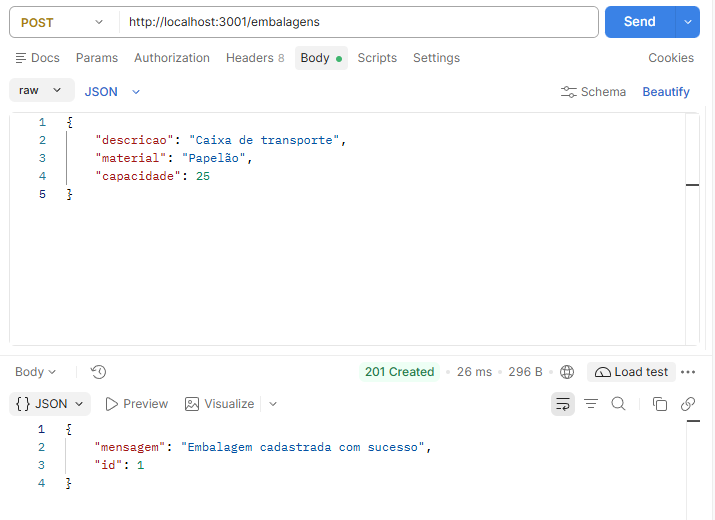 POST http://localhost:3001/embalagens Send
Docs Params Authorization Headers 8 Body Scripts Settings Cookies
raw JSON Schema Beautify
1 {
2 "descricao": "Caixa de transporte",
3 "material": "Papelão",
4 "capacidade": 25
5 }
Body 201 Created • 26 ms • 296 B • Load test
{} JSON Preview Visualize
1 {
2 "mensagem": "Embalagem cadastrada com sucesso",
3 "id": 1
4 }